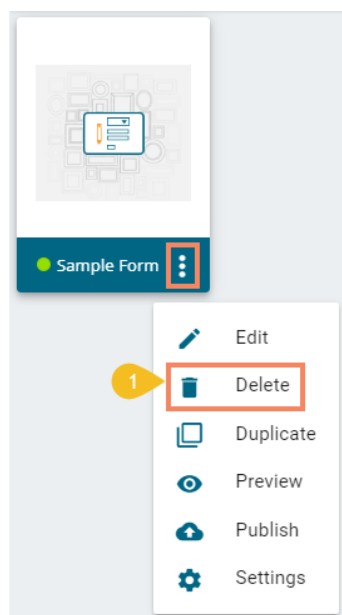 Sample Form
Edit
1
Delete
Duplicate
Preview
Publish
Settings